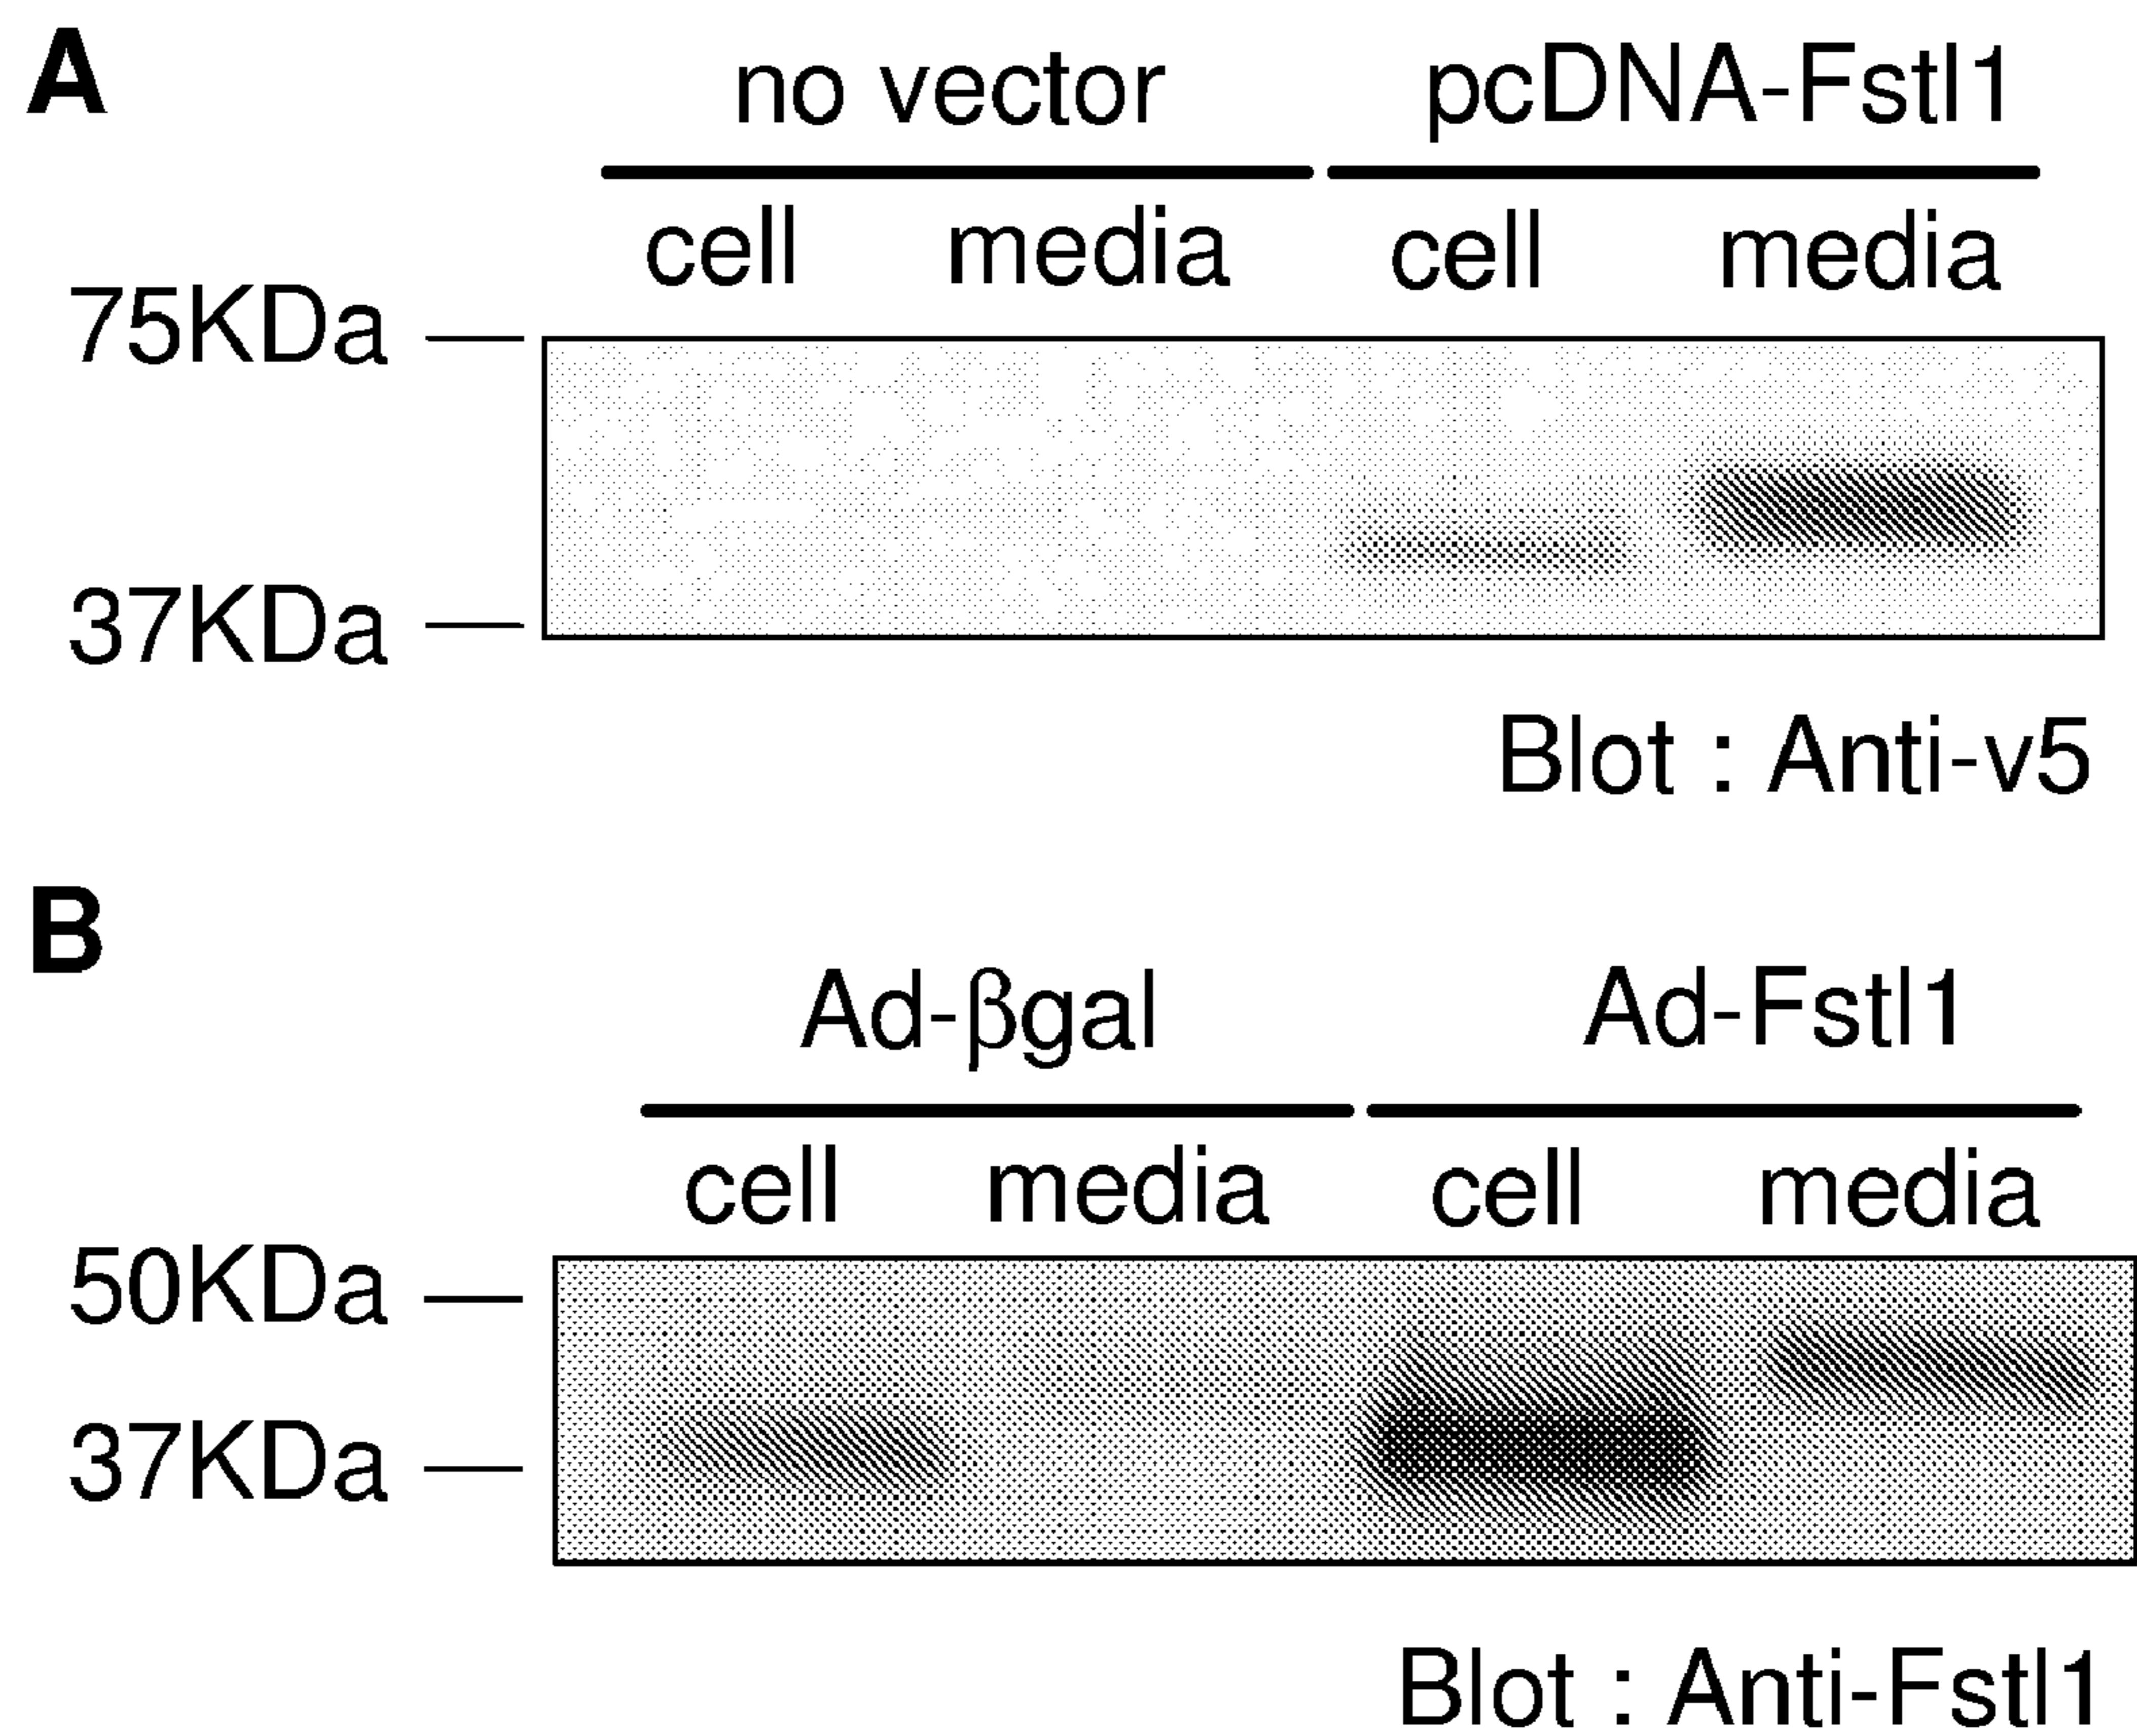 A
no vector pcDNA-Fstl1
cell media cell media
75KDa
37KDa
Blot : Anti-v5
B
Ad-βgal Ad-Fstl1
cell media cell media
50KDa
37KDa
Blot : Anti-Fstl1